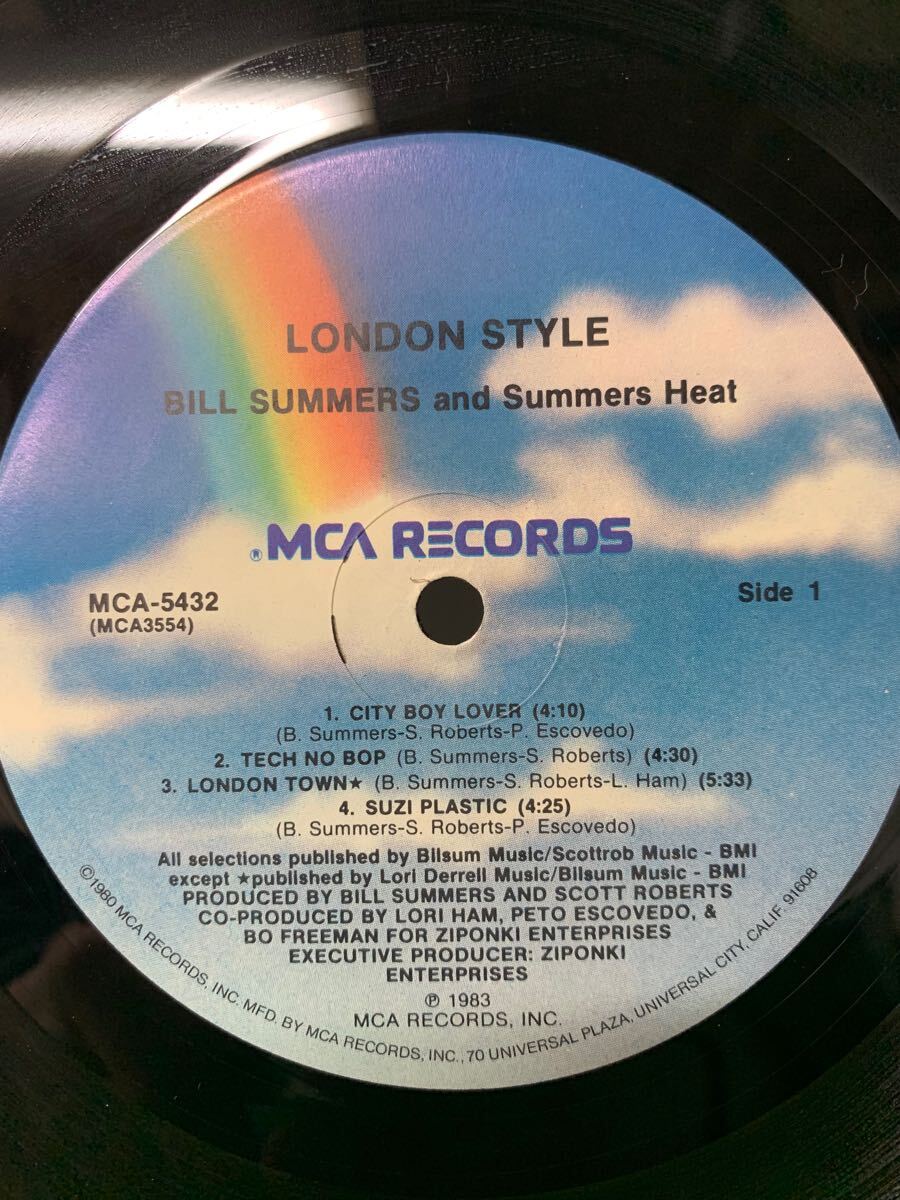 LONDON STYLE
BILL SUMMERS and Summers Heat
® MCA RECORDS
MCA-5432
(MCA3554)
Side 1
1. CITY BOY LOVER (4:10)
(B. Summers-S. Roberts-P. Escovedo)
2. TECH NO BOP (B. Summers-S. Roberts) (4:30)
3. LONDON TOWN★ (B. Summers-S. Roberts-L. Ham) (5:33)
4. SUZI PLASTIC (4:25)
(B. Summers-S. Roberts-P. Escovedo)
All selections published by Bilsum Music/Scottrob Music - BMI
except ★published by Lori Derrell Music/Bilsum Music - BMI
PRODUCED BY BILL SUMMERS AND SCOTT ROBERTS
CO-PRODUCED BY LORI HAM, PETO ESCOVEDO, &
BO FREEMAN FOR ZIPONKI ENTERPRISES
EXECUTIVE PRODUCER: ZIPONKI
ENTERPRISES
℗ 1983
MCA RECORDS, INC.
©1980 MCA RECORDS, INC. MFD. BY MCA RECORDS, INC., 70 UNIVERSAL PLAZA, UNIVERSAL CITY, CALIF. 91608